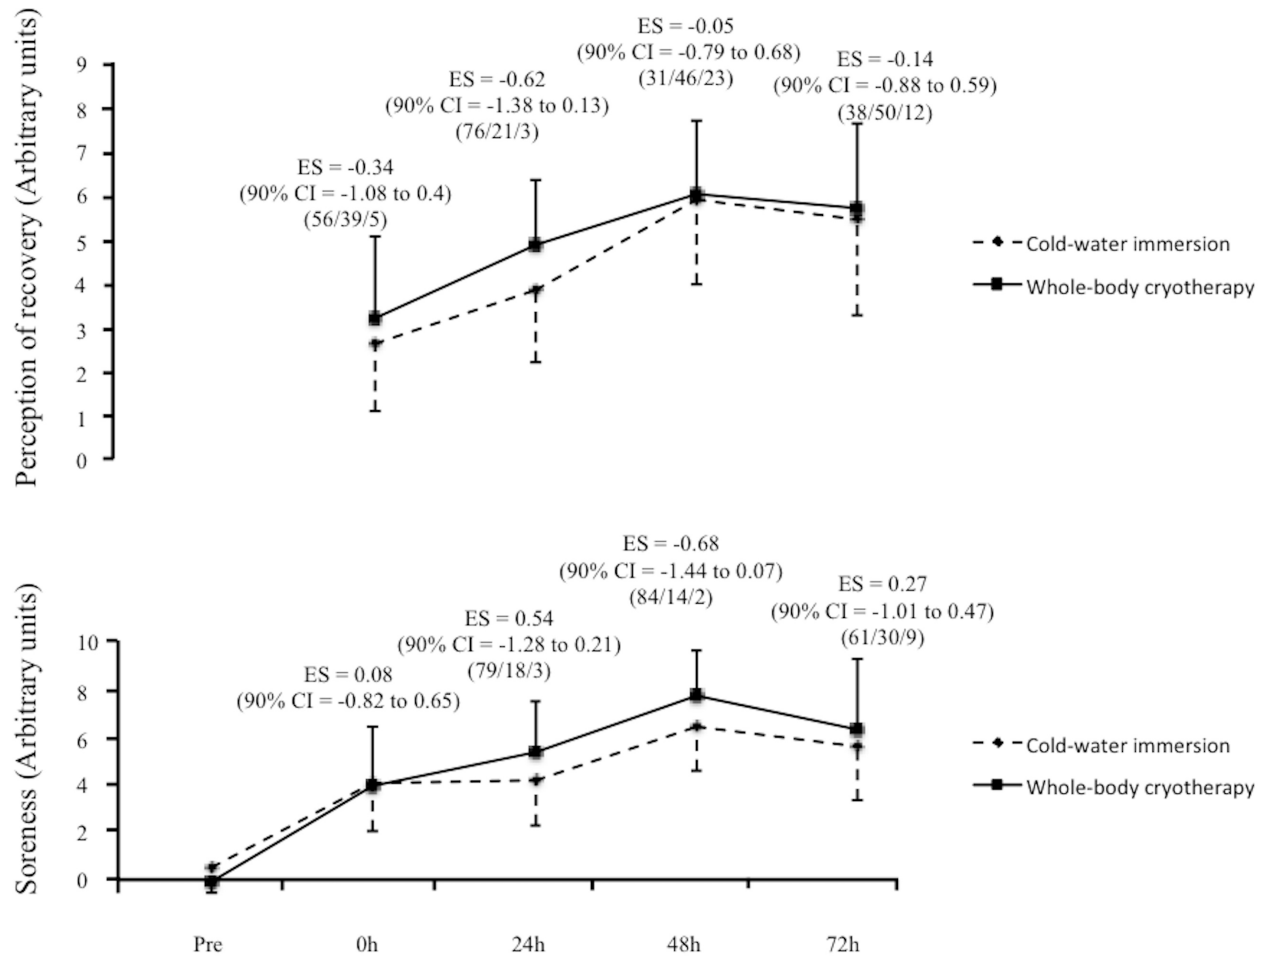 Perception of recovery (Arbitrary units)
9
8
7
6
5
4
3
2
1
0
ES = -0.34
(90% CI = -1.08 to 0.4)
(56/39/5)
ES = -0.62
(90% CI = -1.38 to 0.13)
(76/21/3)
ES = -0.05
(90% CI = -0.79 to 0.68)
(31/46/23)
ES = -0.14
(90% CI = -0.88 to 0.59)
(38/50/12)
Cold-water immersion
Whole-body cryotherapy
Soreness (Arbitrary units)
10
8
6
4
2
0
ES = 0.08
(90% CI = -0.82 to 0.65)
ES = 0.54
(90% CI = -1.28 to 0.21)
(79/18/3)
ES = -0.68
(90% CI = -1.44 to 0.07)
(84/14/2)
ES = 0.27
(90% CI = -1.01 to 0.47)
(61/30/9)
Cold-water immersion
Whole-body cryotherapy
Pre
0h
24h
48h
72h